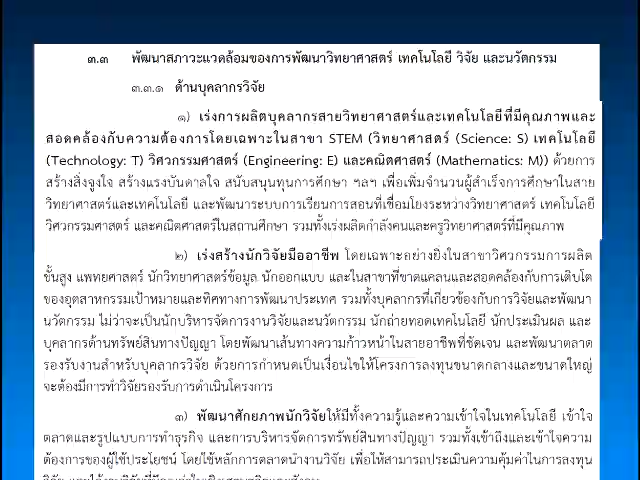 ๓.๓ พัฒนาสภาวะแวดล้อมของการพัฒนาวิทยาศาสตร์ เทคโนโลยี วิจัย และนวัตกรรม
๓.๓.๑ ด้านบุคลากรวิจัย
๑) เร่งการผลิตบุคลากรสายวิทยาศาสตร์และเทคโนโลยีที่มีคุณภาพและ
สอดคล้องกับความต้องการโดยเฉพาะในสาขา STEM (วิทยาศาสตร์ (Science: S) เทคโนโลยี
(Technology: T) วิศวกรรมศาสตร์ (Engineering: E) และคณิตศาสตร์ (Mathematics: M)) ด้วยการ
สร้างสิ่งจูงใจ สร้างแรงบันดาลใจ สนับสนุนทุนการศึกษา ฯลฯ เพื่อเพิ่มจำนวนผู้สำเร็จการศึกษาในสาย
วิทยาศาสตร์และเทคโนโลยี และพัฒนาระบบการเรียนการสอนที่เชื่อมโยงระหว่างวิทยาศาสตร์ เทคโนโลยี
วิศวกรรมศาสตร์ และคณิตศาสตร์ในสถานศึกษา รวมทั้งเร่งผลิตกำลังคนและครูวิทยาศาสตร์ที่มีคุณภาพ
๒) เร่งสร้างนักวิจัยมืออาชีพ โดยเฉพาะอย่างยิ่งในสาขาวิศวกรรมการผลิต
ขั้นสูง แพทยศาสตร์ นักวิทยาศาสตร์ข้อมูล นักออกแบบ และในสาขาที่ขาดแคลนและสอดคล้องกับการเติบโต
ของอุตสาหกรรมเป้าหมายและทิศทางการพัฒนาประเทศ รวมทั้งบุคลากรที่เกี่ยวข้องกับการวิจัยและพัฒนา
นวัตกรรม ไม่ว่าจะเป็นนักบริหารจัดการงานวิจัยและนวัตกรรม นักถ่ายทอดเทคโนโลยี นักประเมินผล และ
บุคลากรด้านทรัพย์สินทางปัญญา โดยพัฒนาเส้นทางความก้าวหน้าในสายอาชีพที่ชัดเจน และพัฒนาตลาด
รองรับงานสำหรับบุคลากรวิจัย ด้วยการกำหนดเป็นเงื่อนไขให้โครงการลงทุนขนาดกลางและขนาดใหญ่
จะต้องมีการทำวิจัยรองรับการดำเนินโครงการ
๓) พัฒนาศักยภาพนักวิจัยให้มีทั้งความรู้และความเข้าใจในเทคโนโลยี เข้าใจ
ตลาดและรูปแบบการทำธุรกิจ และการบริหารจัดการทรัพย์สินทางปัญญา รวมทั้งเข้าถึงและเข้าใจความ
ต้องการของผู้ใช้ประโยชน์ โดยใช้หลักการตลาดนำงานวิจัย เพื่อให้สามารถประเมินความคุ้มค่าในการลงทุน